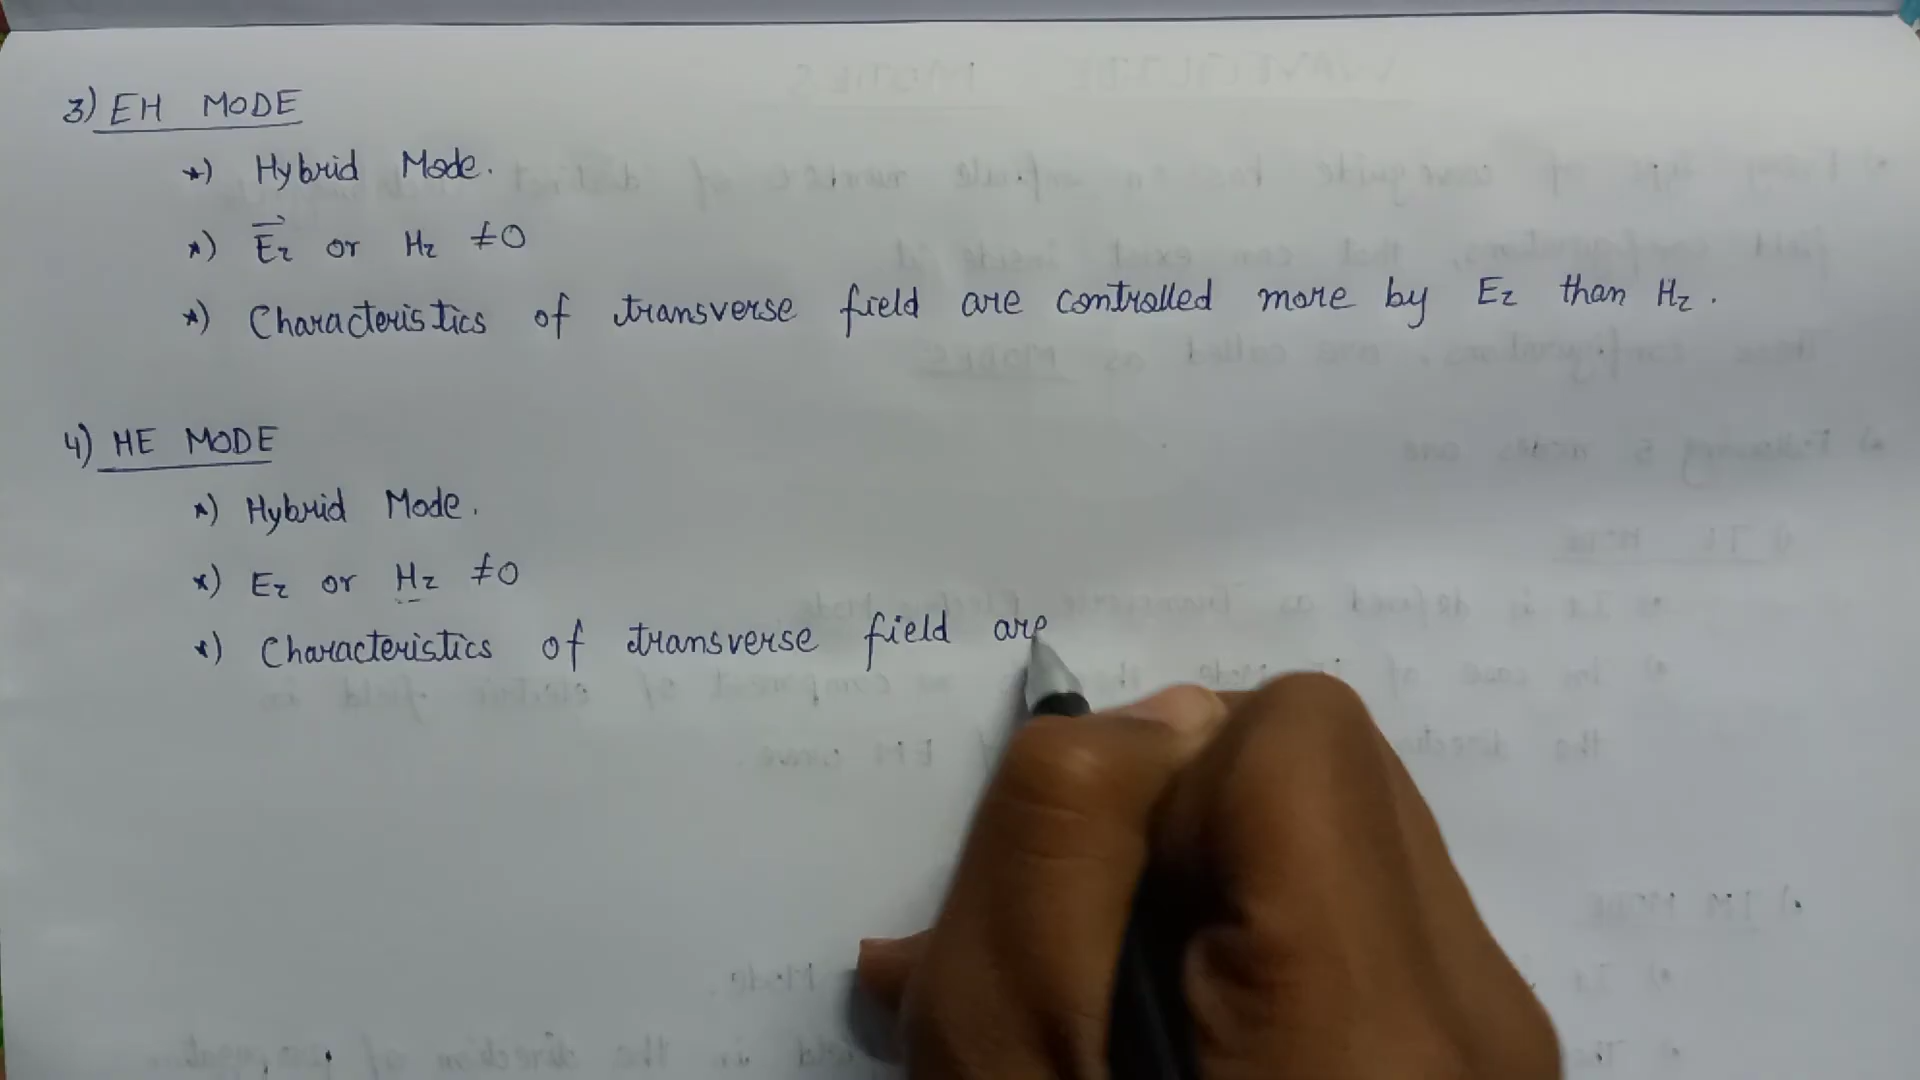 3) EH MODE
*) Hybrid Mode.
*) E⃗z or Hz ≠0
*) Characteristics of transverse field are controlled more by Ez than Hz.
4) HE MODE
*) Hybrid Mode.
*) Ez or Hz ≠0
*) Characteristics of transverse field are